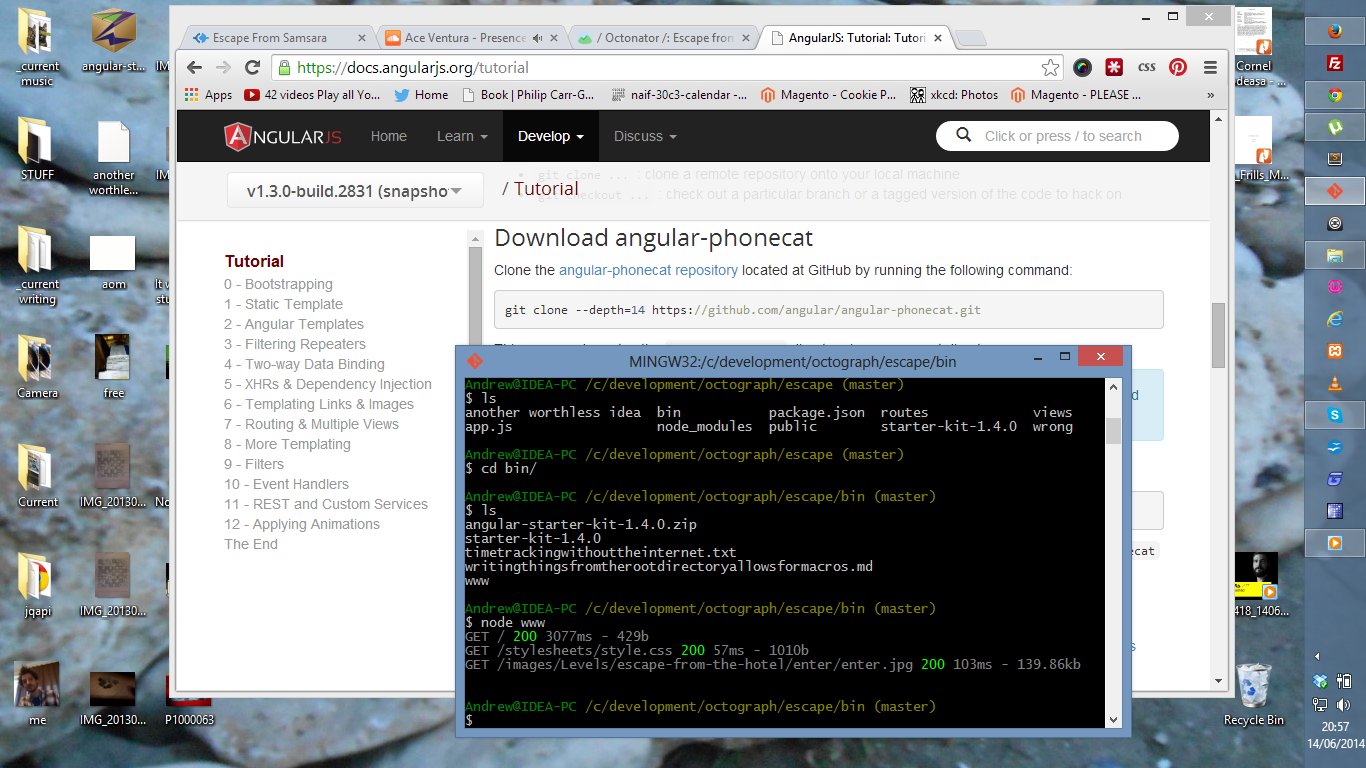 _current music
angular-st...
IM
STUFF
another worthle...
IM
_current writing
aom
It w
stu
Camera
free
Current
IMG_20130...
No
jqapi
IMG_20130...
IM
me
IMG_20130...
P1000063
Escape From Samsara
Ace Ventura - Presence
/ Octonator /: Escape from
AngularJS: Tutorial: Tutori
https://docs.angularjs.org/tutorial
css
Apps
42 videos Play all Yo...
Home
Book | Philip Carr-G...
naif-30c3-calendar -...
Magento - Cookie P...
xkcd: Photos
Magento - PLEASE ...
»
ANGULARJS
Home
Learn
Develop
Discuss
Click or press / to search
v1.3.0-build.2831 (snapsho
/ Tutorial
git clone ... : clone a remote repository onto your local machine
git checkout ... : check out a particular branch or a tagged version of the code to hack on
Tutorial
0 - Bootstrapping
1 - Static Template
2 - Angular Templates
3 - Filtering Repeaters
4 - Two-way Data Binding
5 - XHRs & Dependency Injection
6 - Templating Links & Images
7 - Routing & Multiple Views
8 - More Templating
9 - Filters
10 - Event Handlers
11 - REST and Custom Services
12 - Applying Animations
The End
Download angular-phonecat
Clone the angular-phonecat repository located at GitHub by running the following command:
git clone --depth=14 https://github.com/angular/angular-phonecat.git
d
cat
s
MINGW32:/c/development/octograph/escape/bin
Andrew@IDEA-PC /c/development/octograph/escape (master)
$ ls
another worthless idea  bin           package.json  routes             views
app.js                  node_modules  public        starter-kit-1.4.0  wrong
Andrew@IDEA-PC /c/development/octograph/escape (master)
$ cd bin/
Andrew@IDEA-PC /c/development/octograph/escape/bin (master)
$ ls
angular-starter-kit-1.4.0.zip
starter-kit-1.4.0
timetrackingwithouttheinternet.txt
writingthingsfromtherootdirectoryallowsformacros.md
www
Andrew@IDEA-PC /c/development/octograph/escape/bin (master)
$ node www
GET / 200 3077ms - 429b
GET /stylesheets/style.css 200 57ms - 1010b
GET /images/Levels/escape-from-the-hotel/enter/enter.jpg 200 103ms - 139.86kb
Andrew@IDEA-PC /c/development/octograph/escape/bin (master)
$
Cornel
deasa - ...
_Frills_M...
418_1406...
Recycle Bin
20:57
14/06/2014